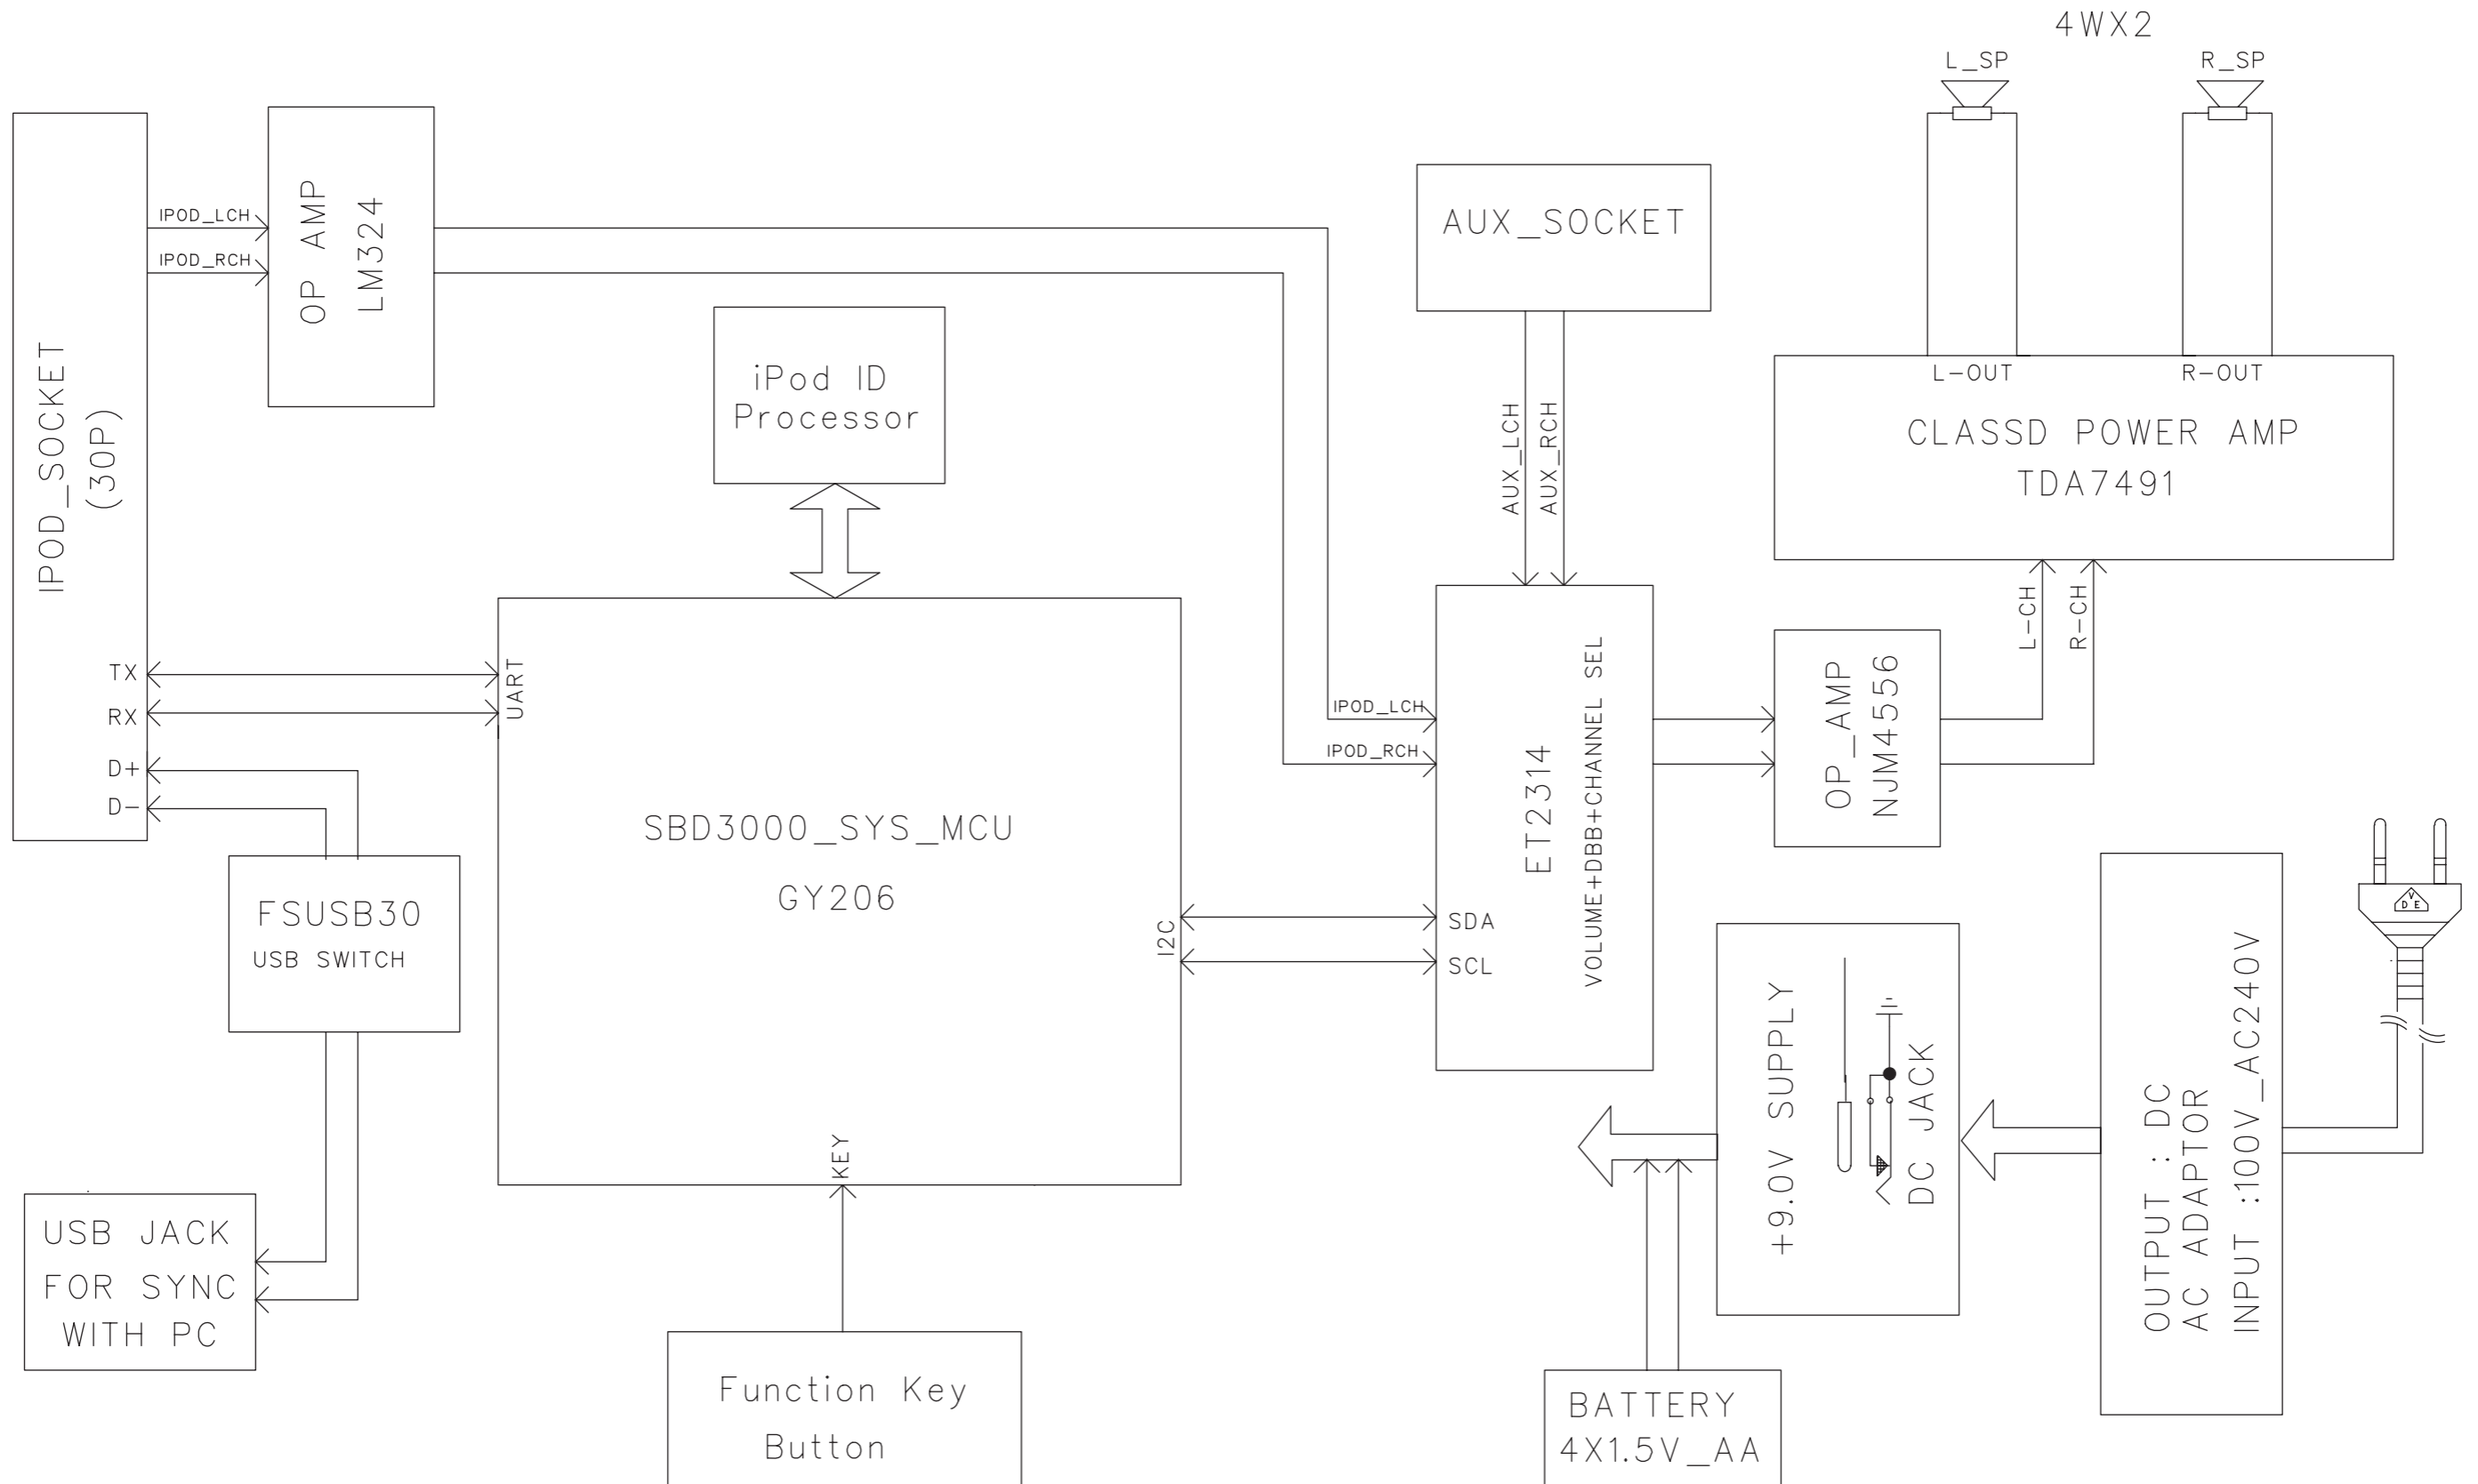 4WX2
L_SP
R_SP
IPOD_SOCKET
(30P)
TX
RX
D+
D-
IPOD_LCH
IPOD_RCH
OP AMP
LM324
iPod ID
Processor
AUX_SOCKET
AUX_LCH
AUX_RCH
L-OUT
R-OUT
CLASSD POWER AMP
TDA7491
L-CH
R-CH
UART
SBD3000_SYS_MCU
GY206
I2C
KEY
IPOD_LCH
IPOD_RCH
ET2314
VOLUME+DBB+CHANNEL SEL
SDA
SCL
OP_AMP
NJM4556
FSUSB30
USB SWITCH
USB JACK
FOR SYNC
WITH PC
Function Key
Button
+9.0V SUPPLY
DC JACK
BATTERY
4X1.5V_AA
OUTPUT : DC
AC ADAPTOR
INPUT :100V_AC240V
V
D E